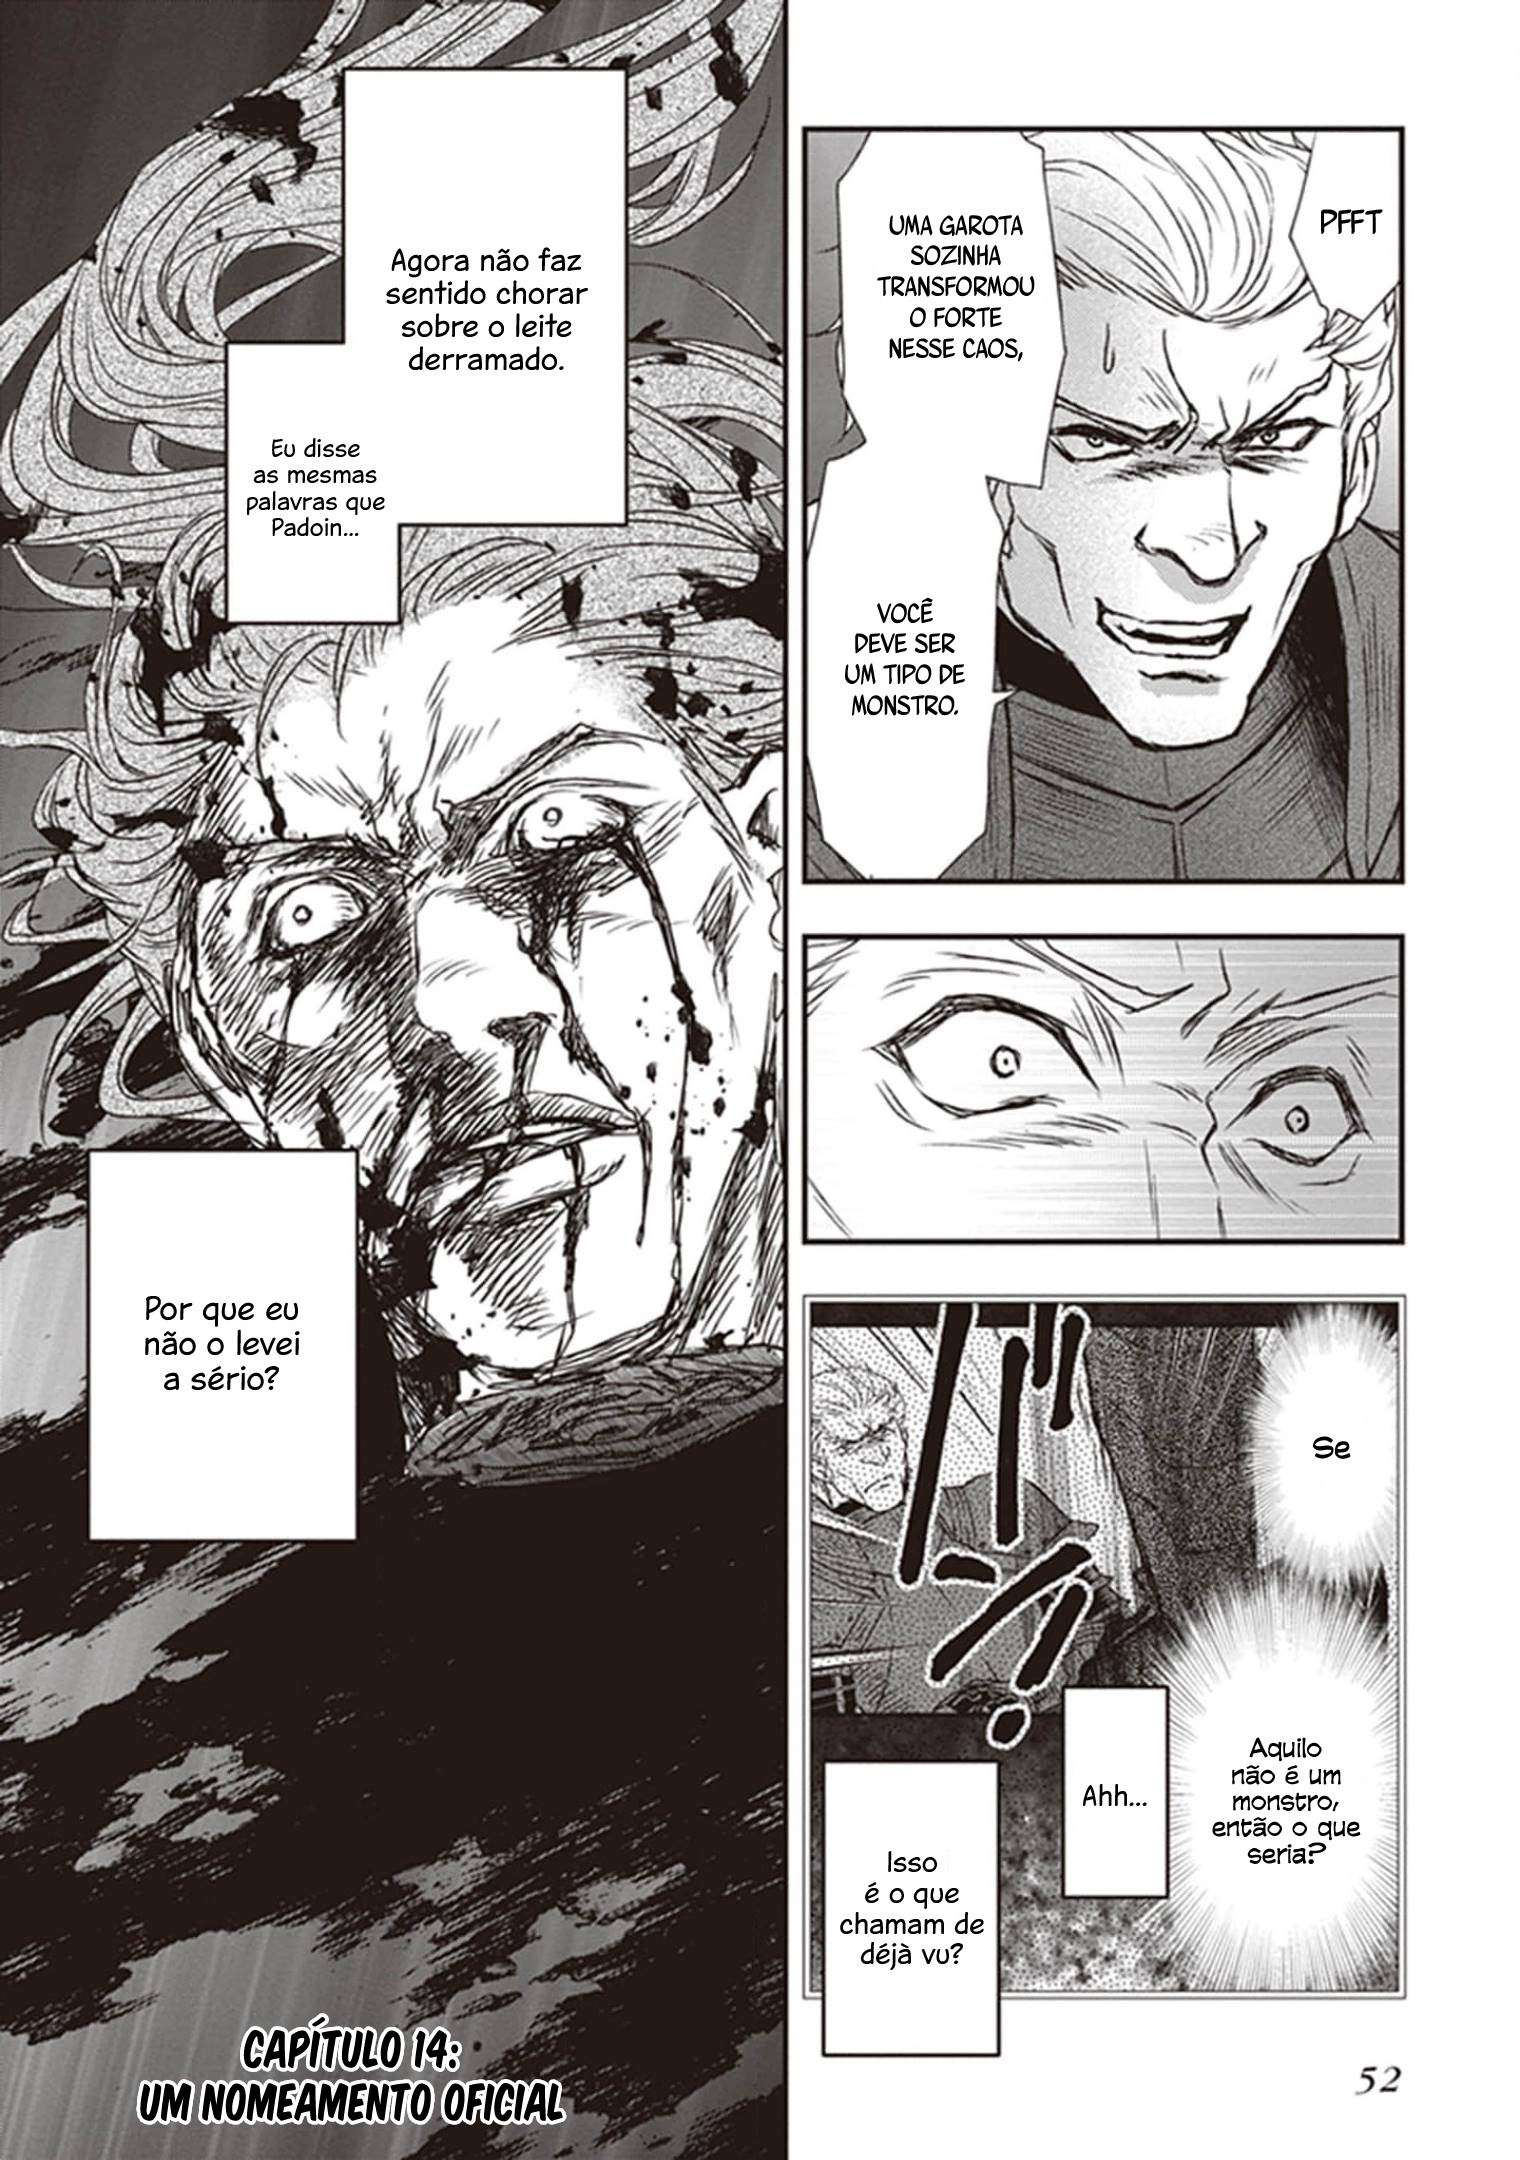 PFFT
UMA GAROTA
SOZINHA
TRANSFORMOU
O FORTE
NESSE CAOS,
VOCÊ
DEVE SER
UM TIPO DE
MONSTRO.
Se
Aquilo
não é um
monstro,
então o que
seria?
Ahh...
Isso
é o que
chamam de
déjà vu?
52
Agora não faz
sentido chorar
sobre o leite
derramado.
Eu disse
as mesmas
palavras que
Padoin...
Por que eu
não o levei
a sério?
CAPÍTULO 14:
UM NOMEAMENTO OFICIAL